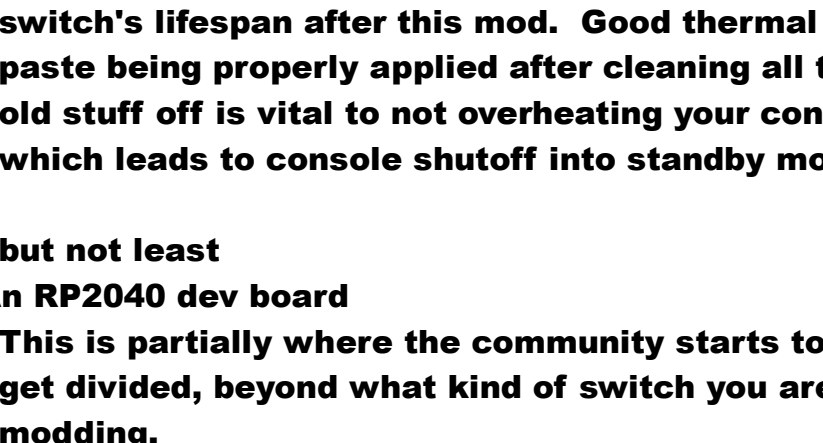 switch's lifespan after this mod.  Good thermal
paste being properly applied after cleaning all
old stuff off is vital to not overheating your
which leads to console shutoff into standby
but not least
RP2040 dev board
This is partially where the community starts to
get divided, beyond what kind of switch you are
modding.